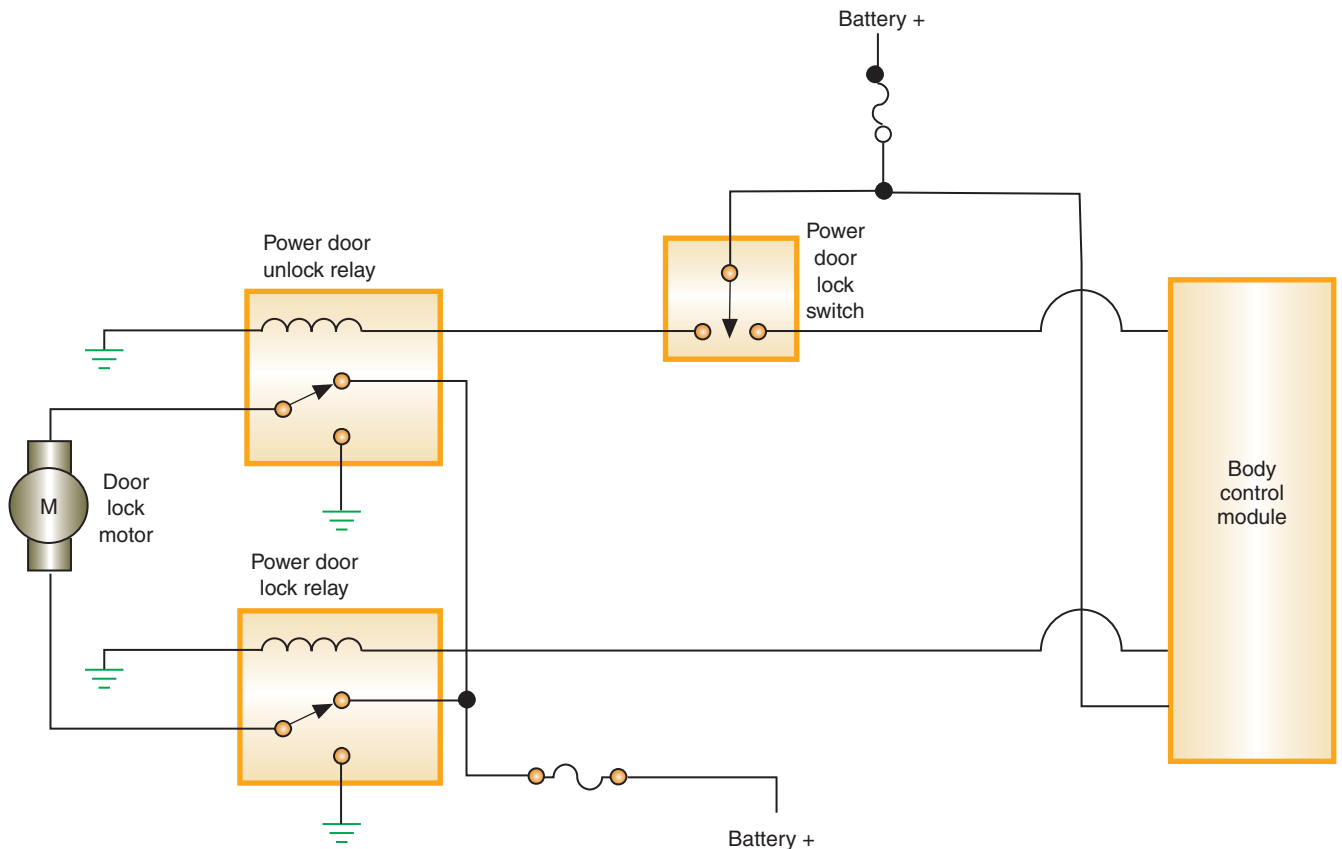 Battery +
Power door
unlock relay
Power
door
lock
switch
M
Door
lock
motor
Body
control
module
Power door
lock relay
Battery +